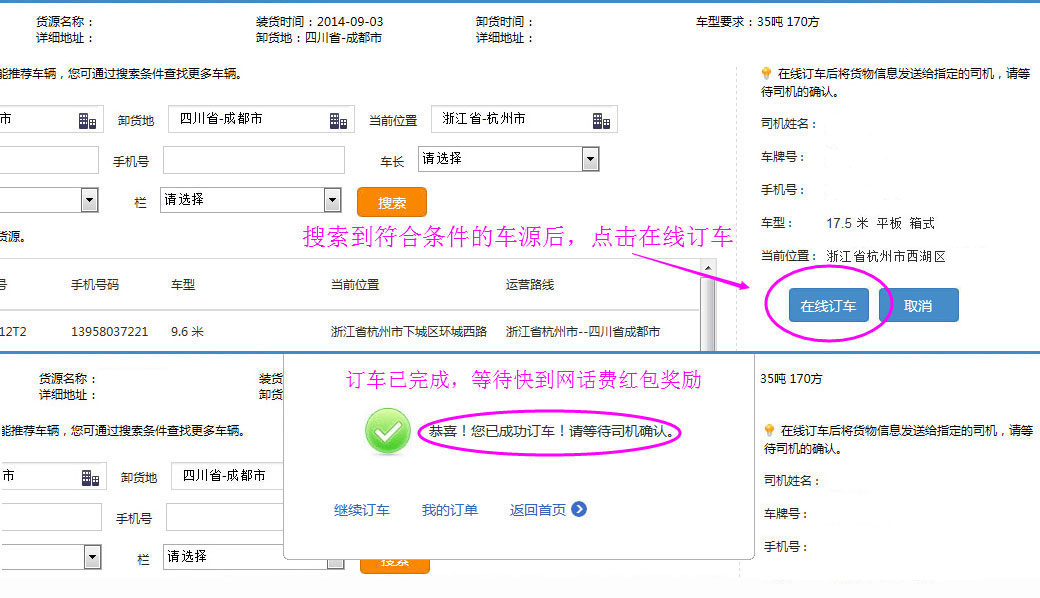 货源名称： 装货时间：2014-09-03 卸货时间： 车型要求：35吨 170方
详细地址： 卸货地：四川省-成都市 详细地址：
能推荐车辆，您可通过搜索条件查找更多车辆。
市 卸货地 四川省-成都市 当前位置 浙江省-杭州市
手机号 车长 请选择
栏 请选择 搜索
货源。
搜索到符合条件的车源后，点击在线订车
号 手机号码 车型 当前位置 运营路线
12T2 13958037221 9.6 米 浙江省杭州市下城区环城西路 浙江省杭州市--四川省成都市
在线订车后将货物信息发送给指定的司机，请等
待司机的确认。
司机姓名：
车牌号：
手机号：
车型： 17.5 米 平板 箱式
当前位置： 浙江省杭州市西湖区
在线订车 取消
货源名称： 装货 35吨 170方
详细地址： 卸货
订车已完成，等待快到网话费红包奖励
能推荐车辆，您可通过搜索条件查找更多车辆。
恭喜！您已成功订车！请等待司机确认。
市 卸货地 四川省-成都市
手机号
继续订车 我的订单 返回首页
栏 请选择 搜索
在线订车后将货物信息发送给指定的司机，请等
待司机的确认。
司机姓名：
车牌号：
手机号：